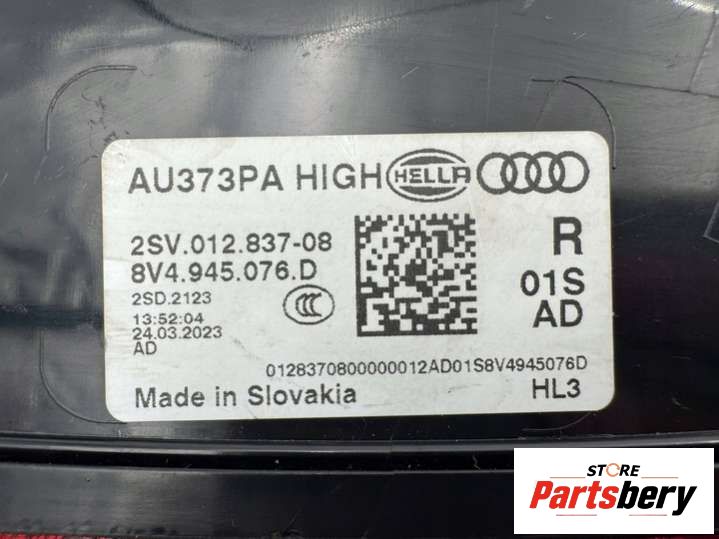 AU373PA HIGH HELLA
2SV.012.837-08
8V4.945.076.D
2SD.2123
13:52:04
24.03.2023
AD
R
01S
AD
0128370800000012AD01S8V4945076D
Made in Slovakia
HL3
STORE
Partsbery